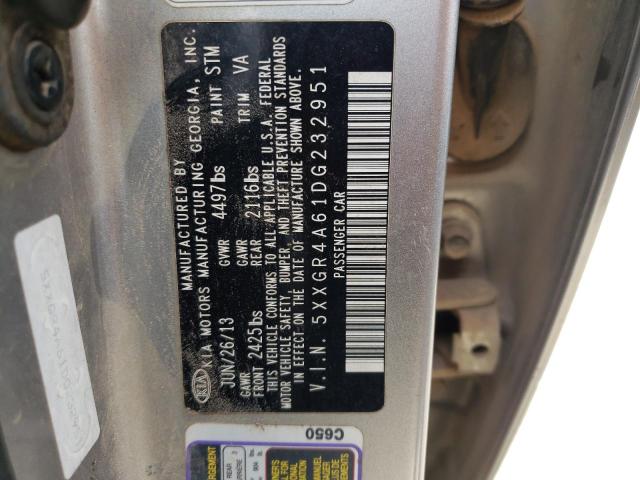 MANUFACTURED BY
KIA KIA MOTORS MANUFACTURING GEORGIA, INC.
JUN/26/13 GVWR 4497lbs PAINT STM
GAWR FRONT 2425lbs GAWR REAR 2116lbs TRIM VA
THIS VEHICLE CONFORMS TO ALL APPLICABLE U.S.A. FEDERAL
MOTOR VEHICLE SAFETY, BUMPER, AND THEFT PREVENTION STANDARDS
IN EFFECT ON THE DATE OF MANUFACTURE SHOWN ABOVE.
V.I.N. 5XXGR4A61DG232951
PASSENGER CAR
C650
REAR